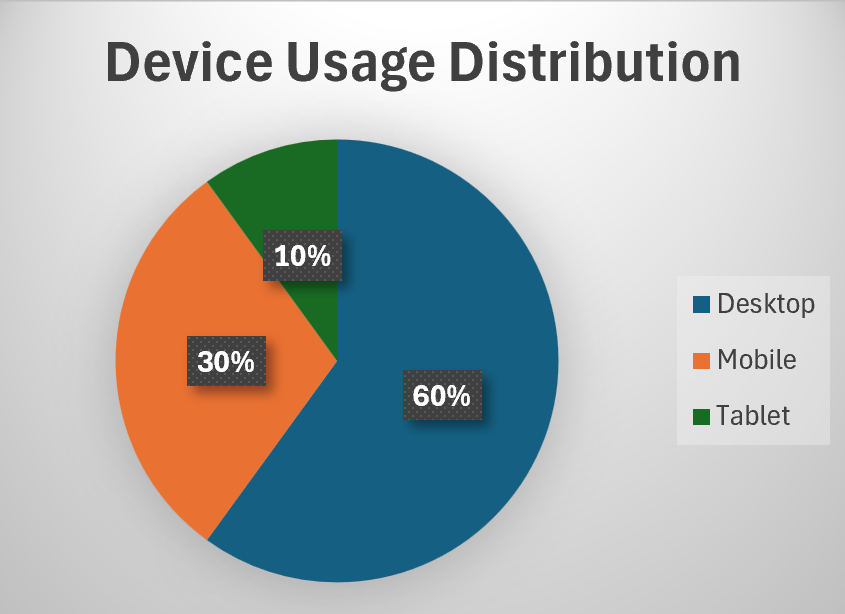 Device Usage Distribution
10%
30%
60%
Desktop
Mobile
Tablet